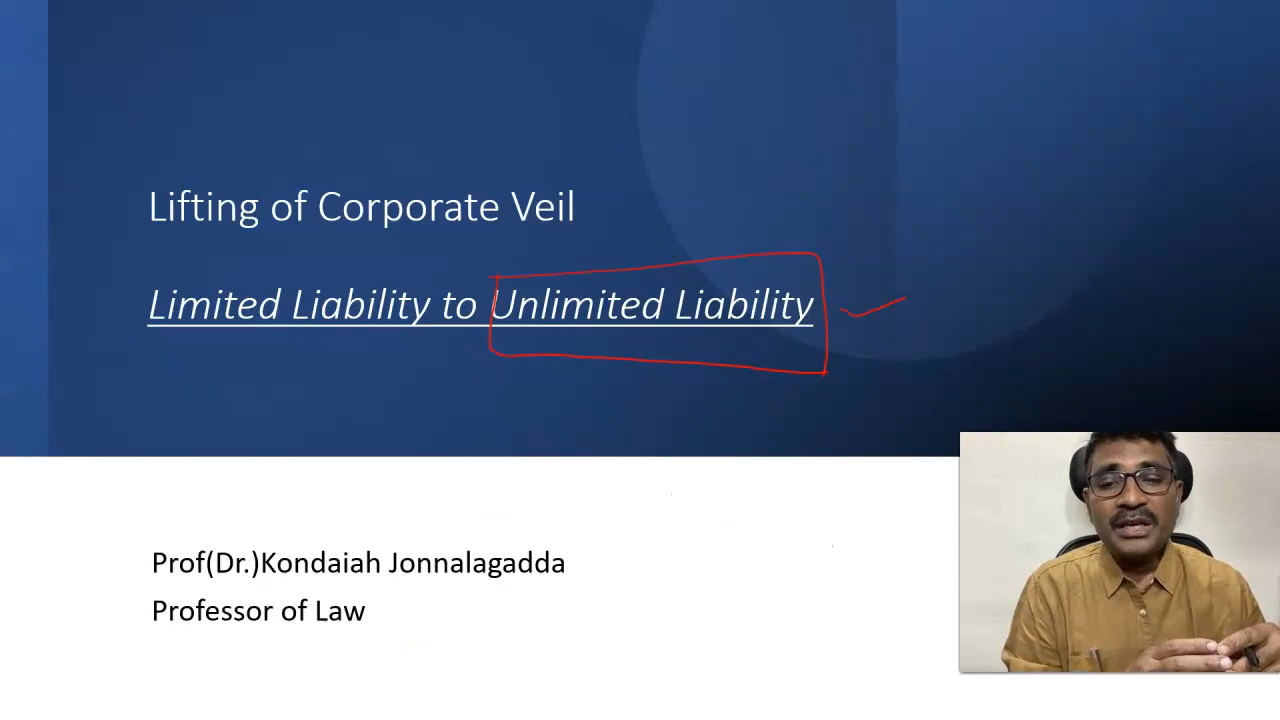 Lifting of Corporate Veil
Limited Liability to Unlimited Liability
Prof(Dr.)Kondaiah Jonnalagadda
Professor of Law